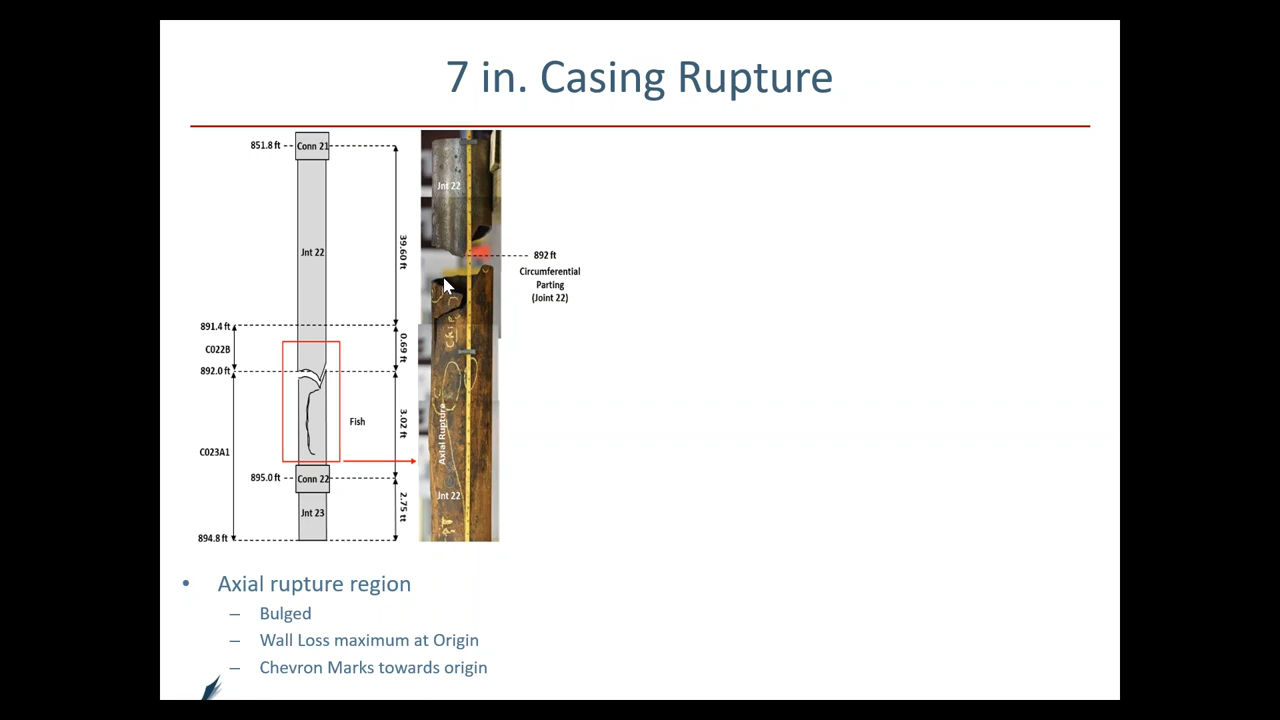 7 in. Casing Rupture
851.8 ft
Conn 21
Jnt 22
39.60 ft
891.4 ft
C022B
0.69 ft
892.0 ft
Fish
3.02 ft
C023A1
895.0 ft
Conn 22
Jnt 23
2.75 tt
894.8 ft
Jnt 22
892 ft
Circumferential
Parting
(Joint 22)
Axial Rupture
Jnt 22
• Axial rupture region
– Bulged
– Wall Loss maximum at Origin
– Chevron Marks towards origin